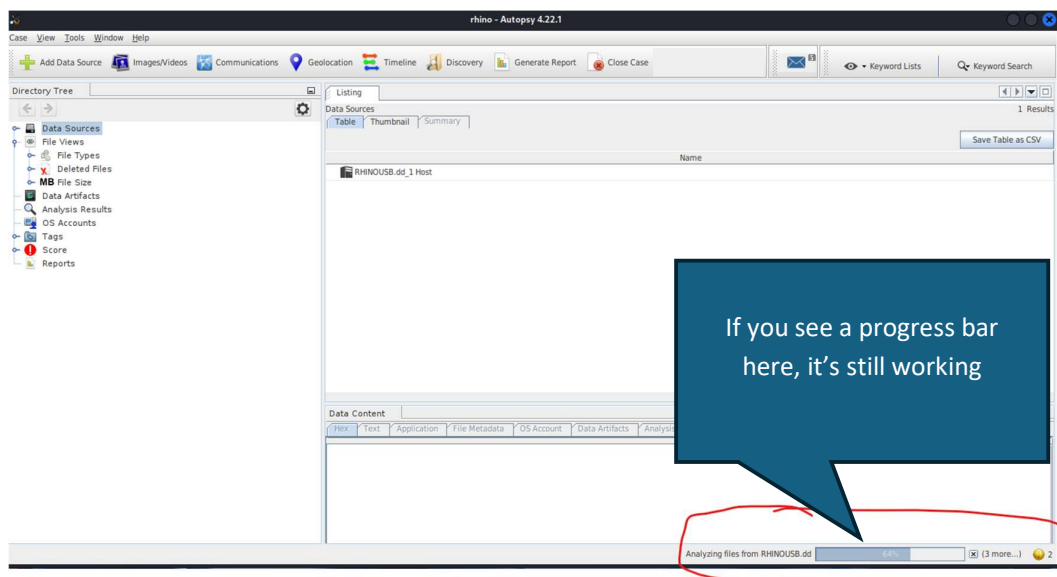 rhino - Autopsy 4.22.1
Case View Tools Window Help
Add Data Source Images/Videos Communications Geolocation Timeline Discovery Generate Report Close Case Keyword Lists Keyword Search
Directory Tree
Listing
Data Sources
1 Results
Table Thumbnail Summary
Save Table as CSV
Name
RHINOUSB.dd_1 Host
Data Sources
File Views
File Types
Deleted Files
MB File Size
Data Artifacts
Analysis Results
OS Accounts
Tags
Score
Reports
If you see a progress bar
here, it's still working
Data Content
Hex Text Application File Metadata OS Account Data Artifacts Analysis
Analyzing files from RHINOUSB.dd 64% (3 more...) 2